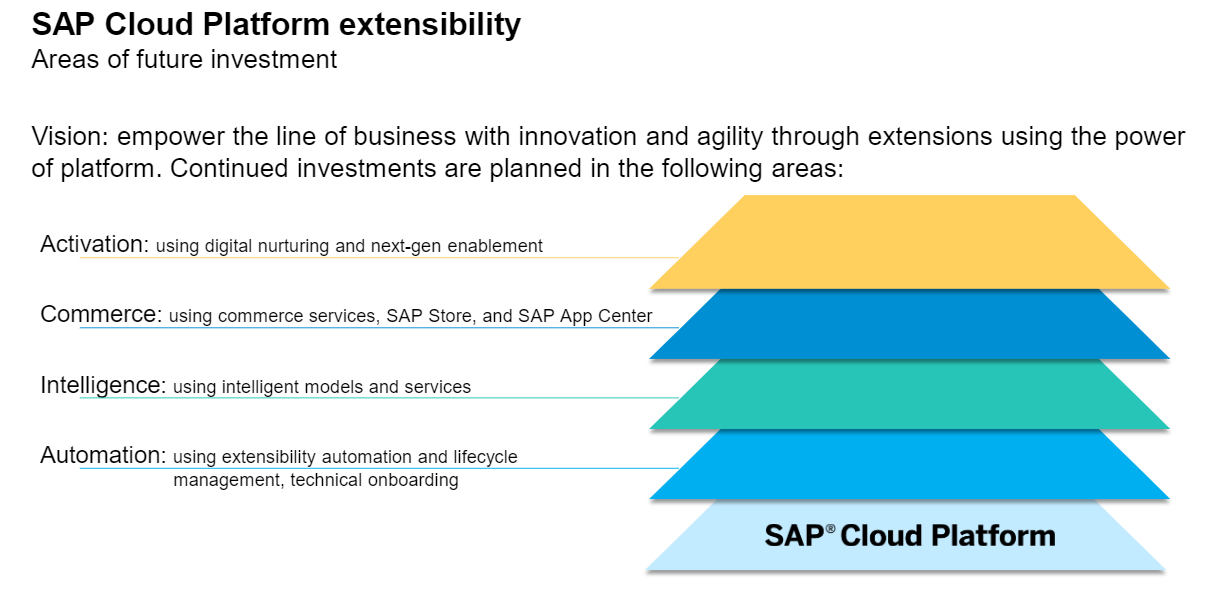 SAP Cloud Platform extensibility
Areas of future investment
Vision: empower the line of business with innovation and agility through extensions using the power
of platform. Continued investments are planned in the following areas:
Activation: using digital nurturing and next-gen enablement
Commerce: using commerce services, SAP Store, and SAP App Center
Intelligence: using intelligent models and services
Automation: using extensibility automation and lifecycle
management, technical onboarding
SAP® Cloud Platform